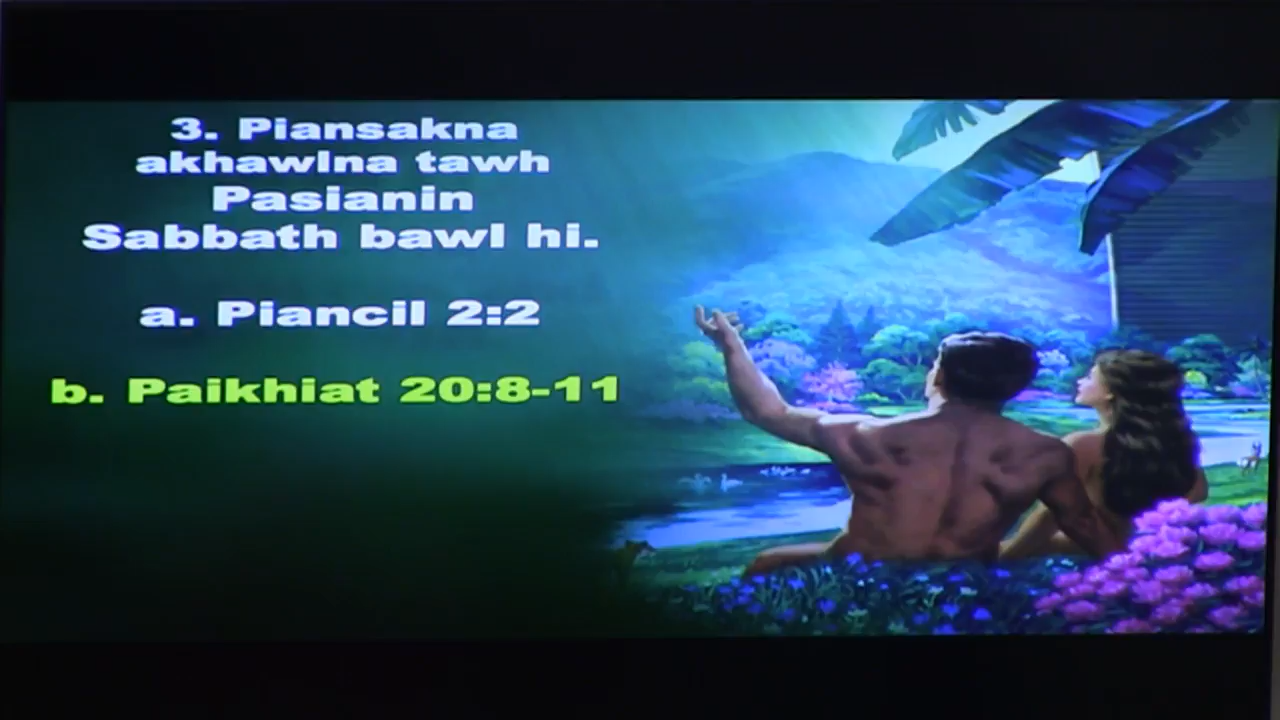 3. Piansakna
akhawlna tawh
Pasianin
Sabbath bawl hi.
a. Piancil 2:2
b. Paikhiat 20:8-11